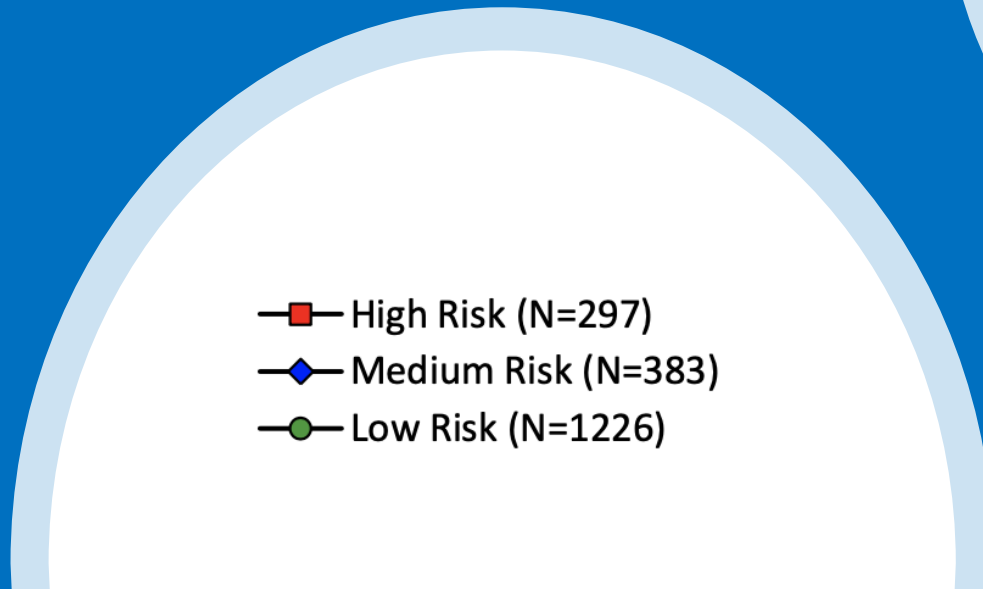 High Risk (N=297)
Medium Risk (N=383)
Low Risk (N=1226)